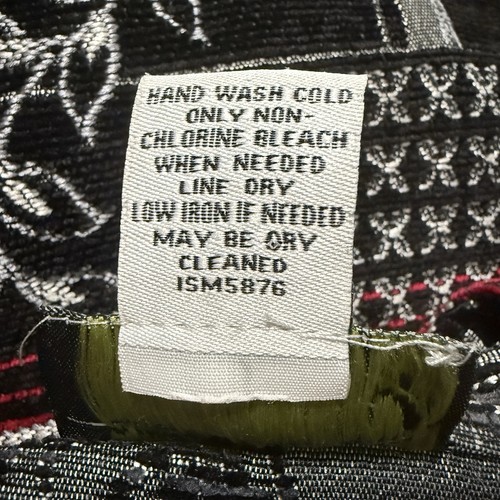 HAND WASH COLD
ONLY NON-
CHLORINE BLEACH
WHEN NEEDED
LINE DRY
LOW IRON IF NEEDED
MAY BE DRY
CLEANED
ISM5876